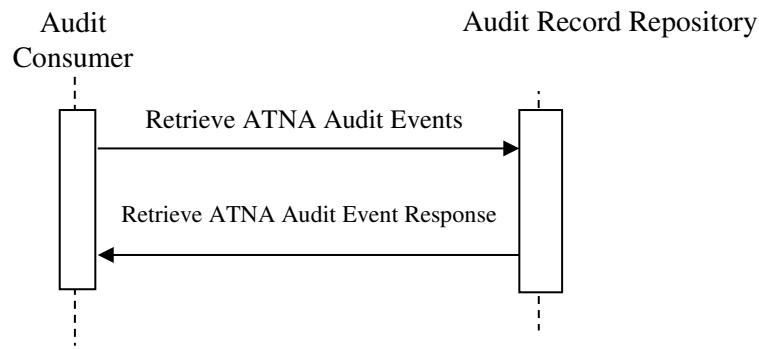 Audit
Consumer
Audit Record Repository
Retrieve ATNA Audit Events
Retrieve ATNA Audit Event Response